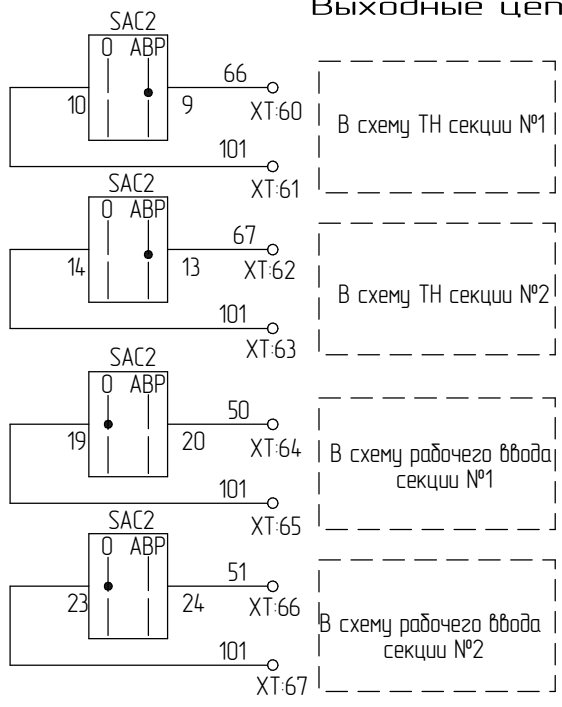 Выходные цеп
SAC2
0 АВР
66
10
9
XT:60
101
XT:61
В схему ТН секции №1
SAC2
0 АВР
67
14
13
XT:62
101
XT:63
В схему ТН секции №2
SAC2
0 АВР
50
19
20
XT:64
101
XT:65
В схему рабочего ввода
секции №1
SAC2
0 АВР
51
23
24
XT:66
101
XT:67
В схему рабочего ввода
секции №2